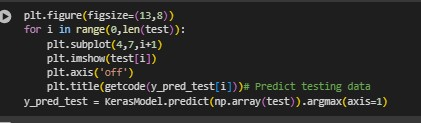 plt.figure(figsize=(13,8))
for i in range(0,len(test)):
    plt.subplot(4,7,i+1)
    plt.imshow(test[i])
    plt.axis('off')
    plt.title(getcode(y_pred_test[i]))# Predict testing data
y_pred_test = KerasModel.predict(np.array(test)).argmax(axis=1)